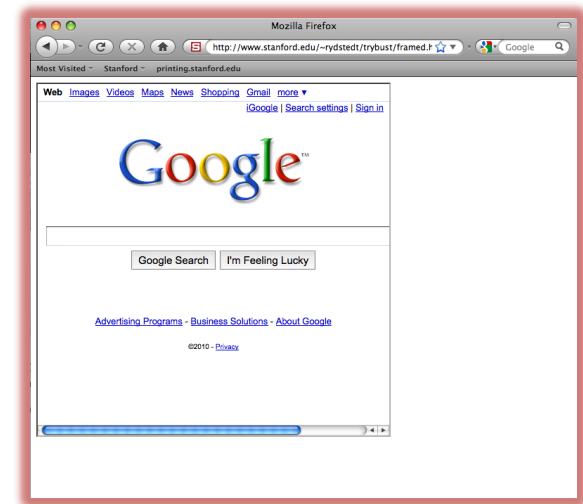 Mozilla Firefox
http://www.stanford.edu/~rydstedt/trybust/framed.h
Google
Most Visited Stanford printing.stanford.edu
Web Images Videos Maps News Shopping Gmail more ▼
iGoogle | Search settings | Sign in
Google™
Google Search I'm Feeling Lucky
Advertising Programs - Business Solutions - About Google
©2010 - Privacy